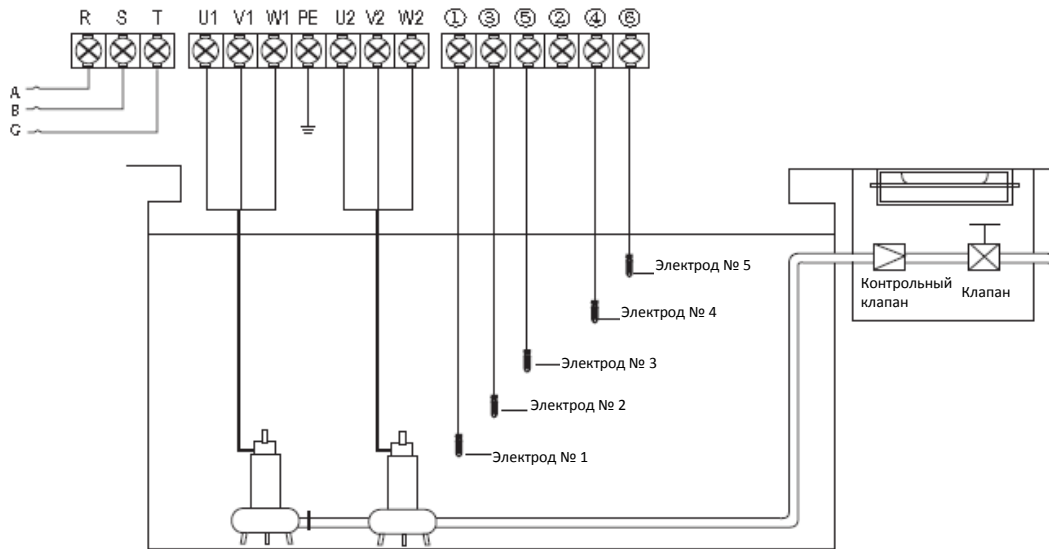 R S T U1 V1 W1 PE U2 V2 W2 ① ③ ⑤ ② ④ ⑥
A
B
G
Электрод № 5
Контрольный
клапан
Клапан
Электрод № 4
Электрод № 3
Электрод № 2
Электрод № 1